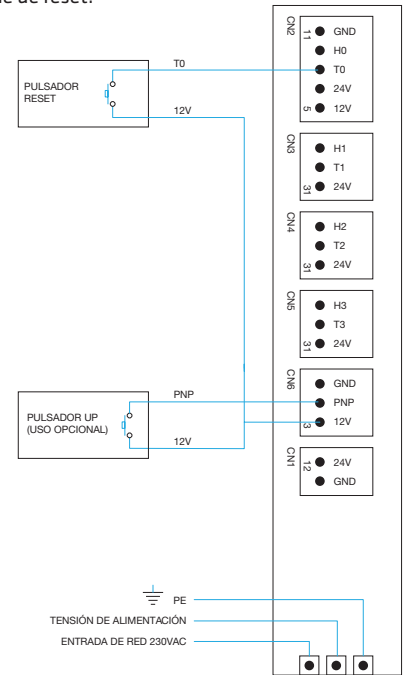 de reset.
CN2
11
GND
H0
T0
24V
5
12V
T0
PULSADOR
RESET
12V
CN3
H1
T1
31
24V
CN4
H2
T2
31
24V
CN5
H3
T3
31
24V
CN6
GND
PNP
3
12V
PNP
PULSADOR UP
(USO OPCIONAL)
12V
CN1
12
24V
GND
PE
TENSIÓN DE ALIMENTACIÓN
ENTRADA DE RED 230VAC